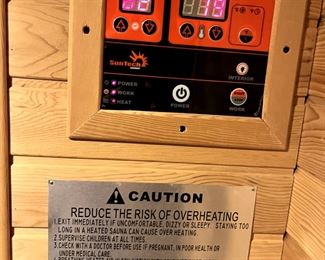 SunTech
INTERIOR
POWER
WORK
HEAT
POWER
WORK
CAUTION
REDUCE THE RISK OF OVERHEATING
1.EXIT IMMEDIATELY IF UNCOMFORTABLE, DIZZY OR SLEEPY. STAYING TOO
LONG IN A HEATED SAUNA CAN CAUSE OVER HEATING.
2.SUPERVISE CHILDREN AT ALL TIMES.
3.CHECK WITH A DOCTOR BEFORE USE IF PREGNANT, IN POOR HEALTH OR
UNDER MEDICAL CARE.